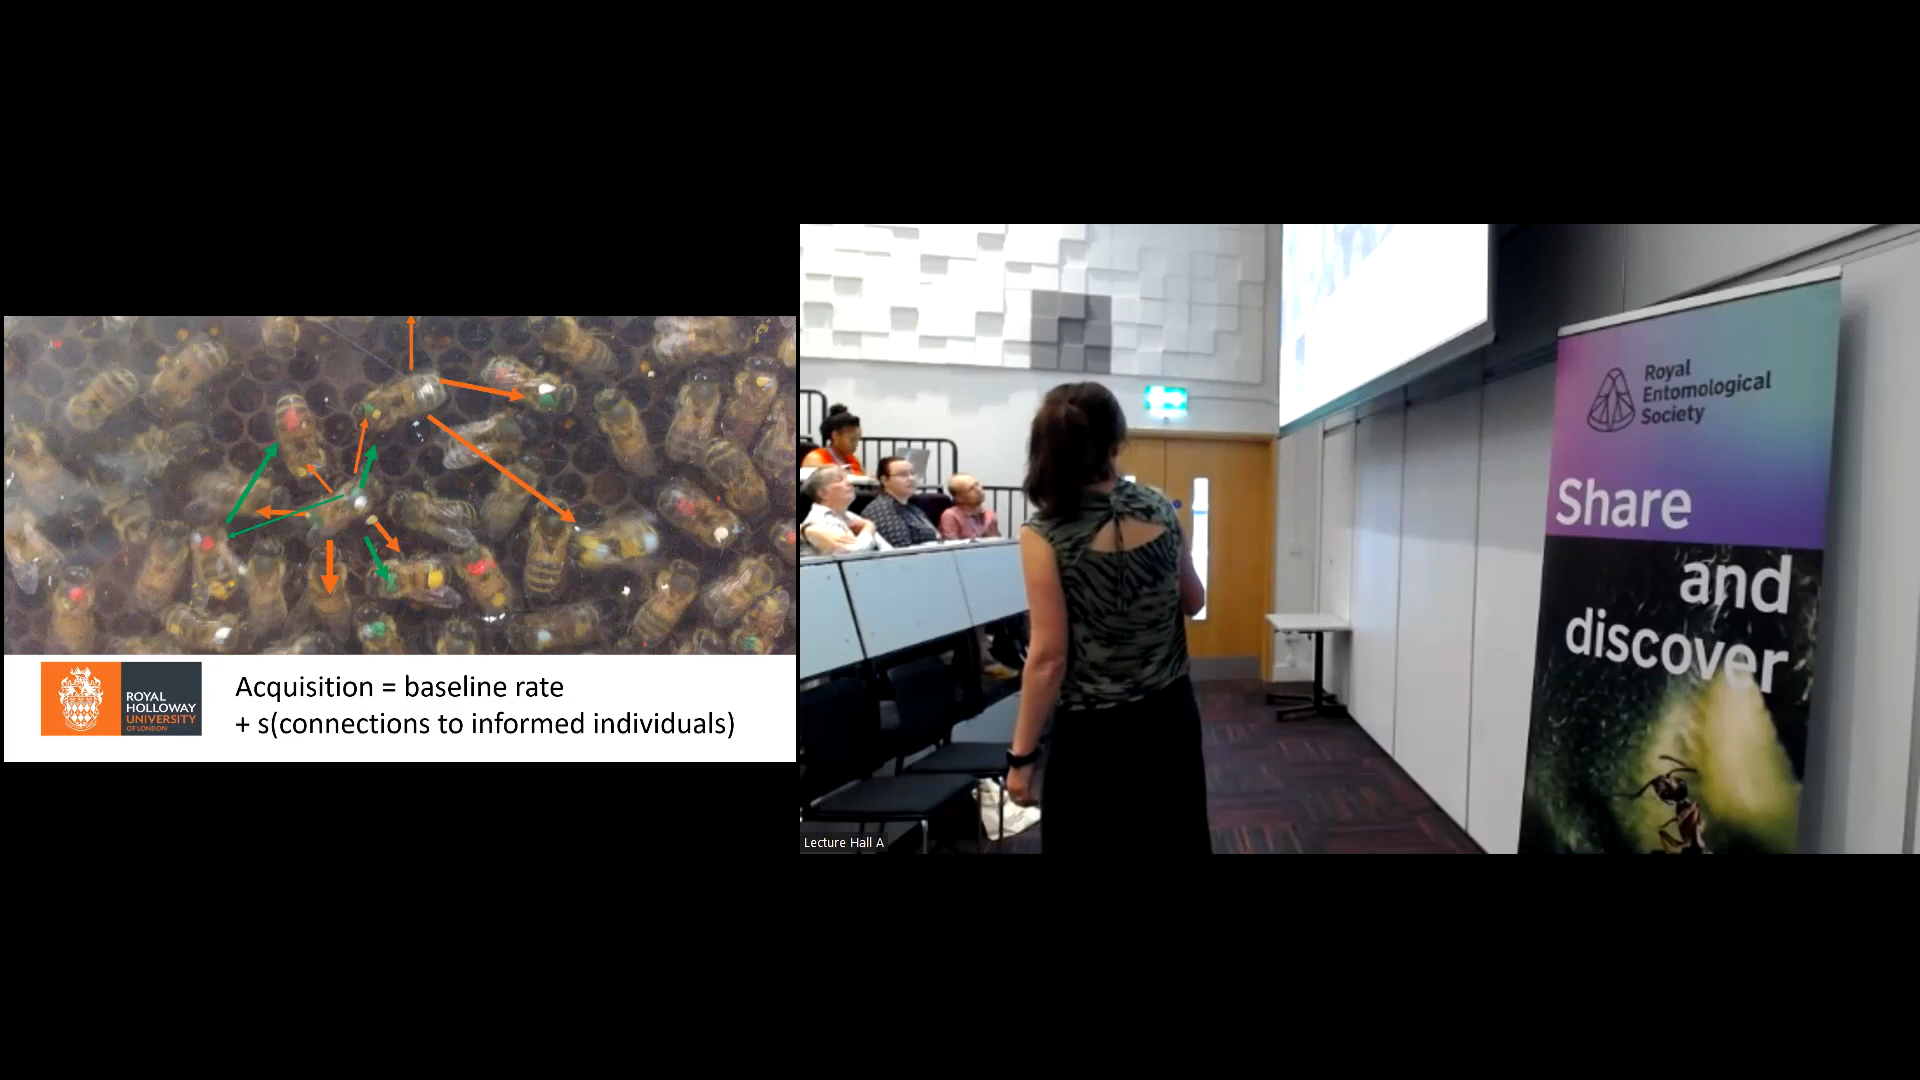 ROYAL
HOLLOWAY
UNIVERSITY
OF LONDON
Acquisition = baseline rate
+ s(connections to informed individuals)
Royal
Entomological
Society
Share
and
discover
Lecture Hall A